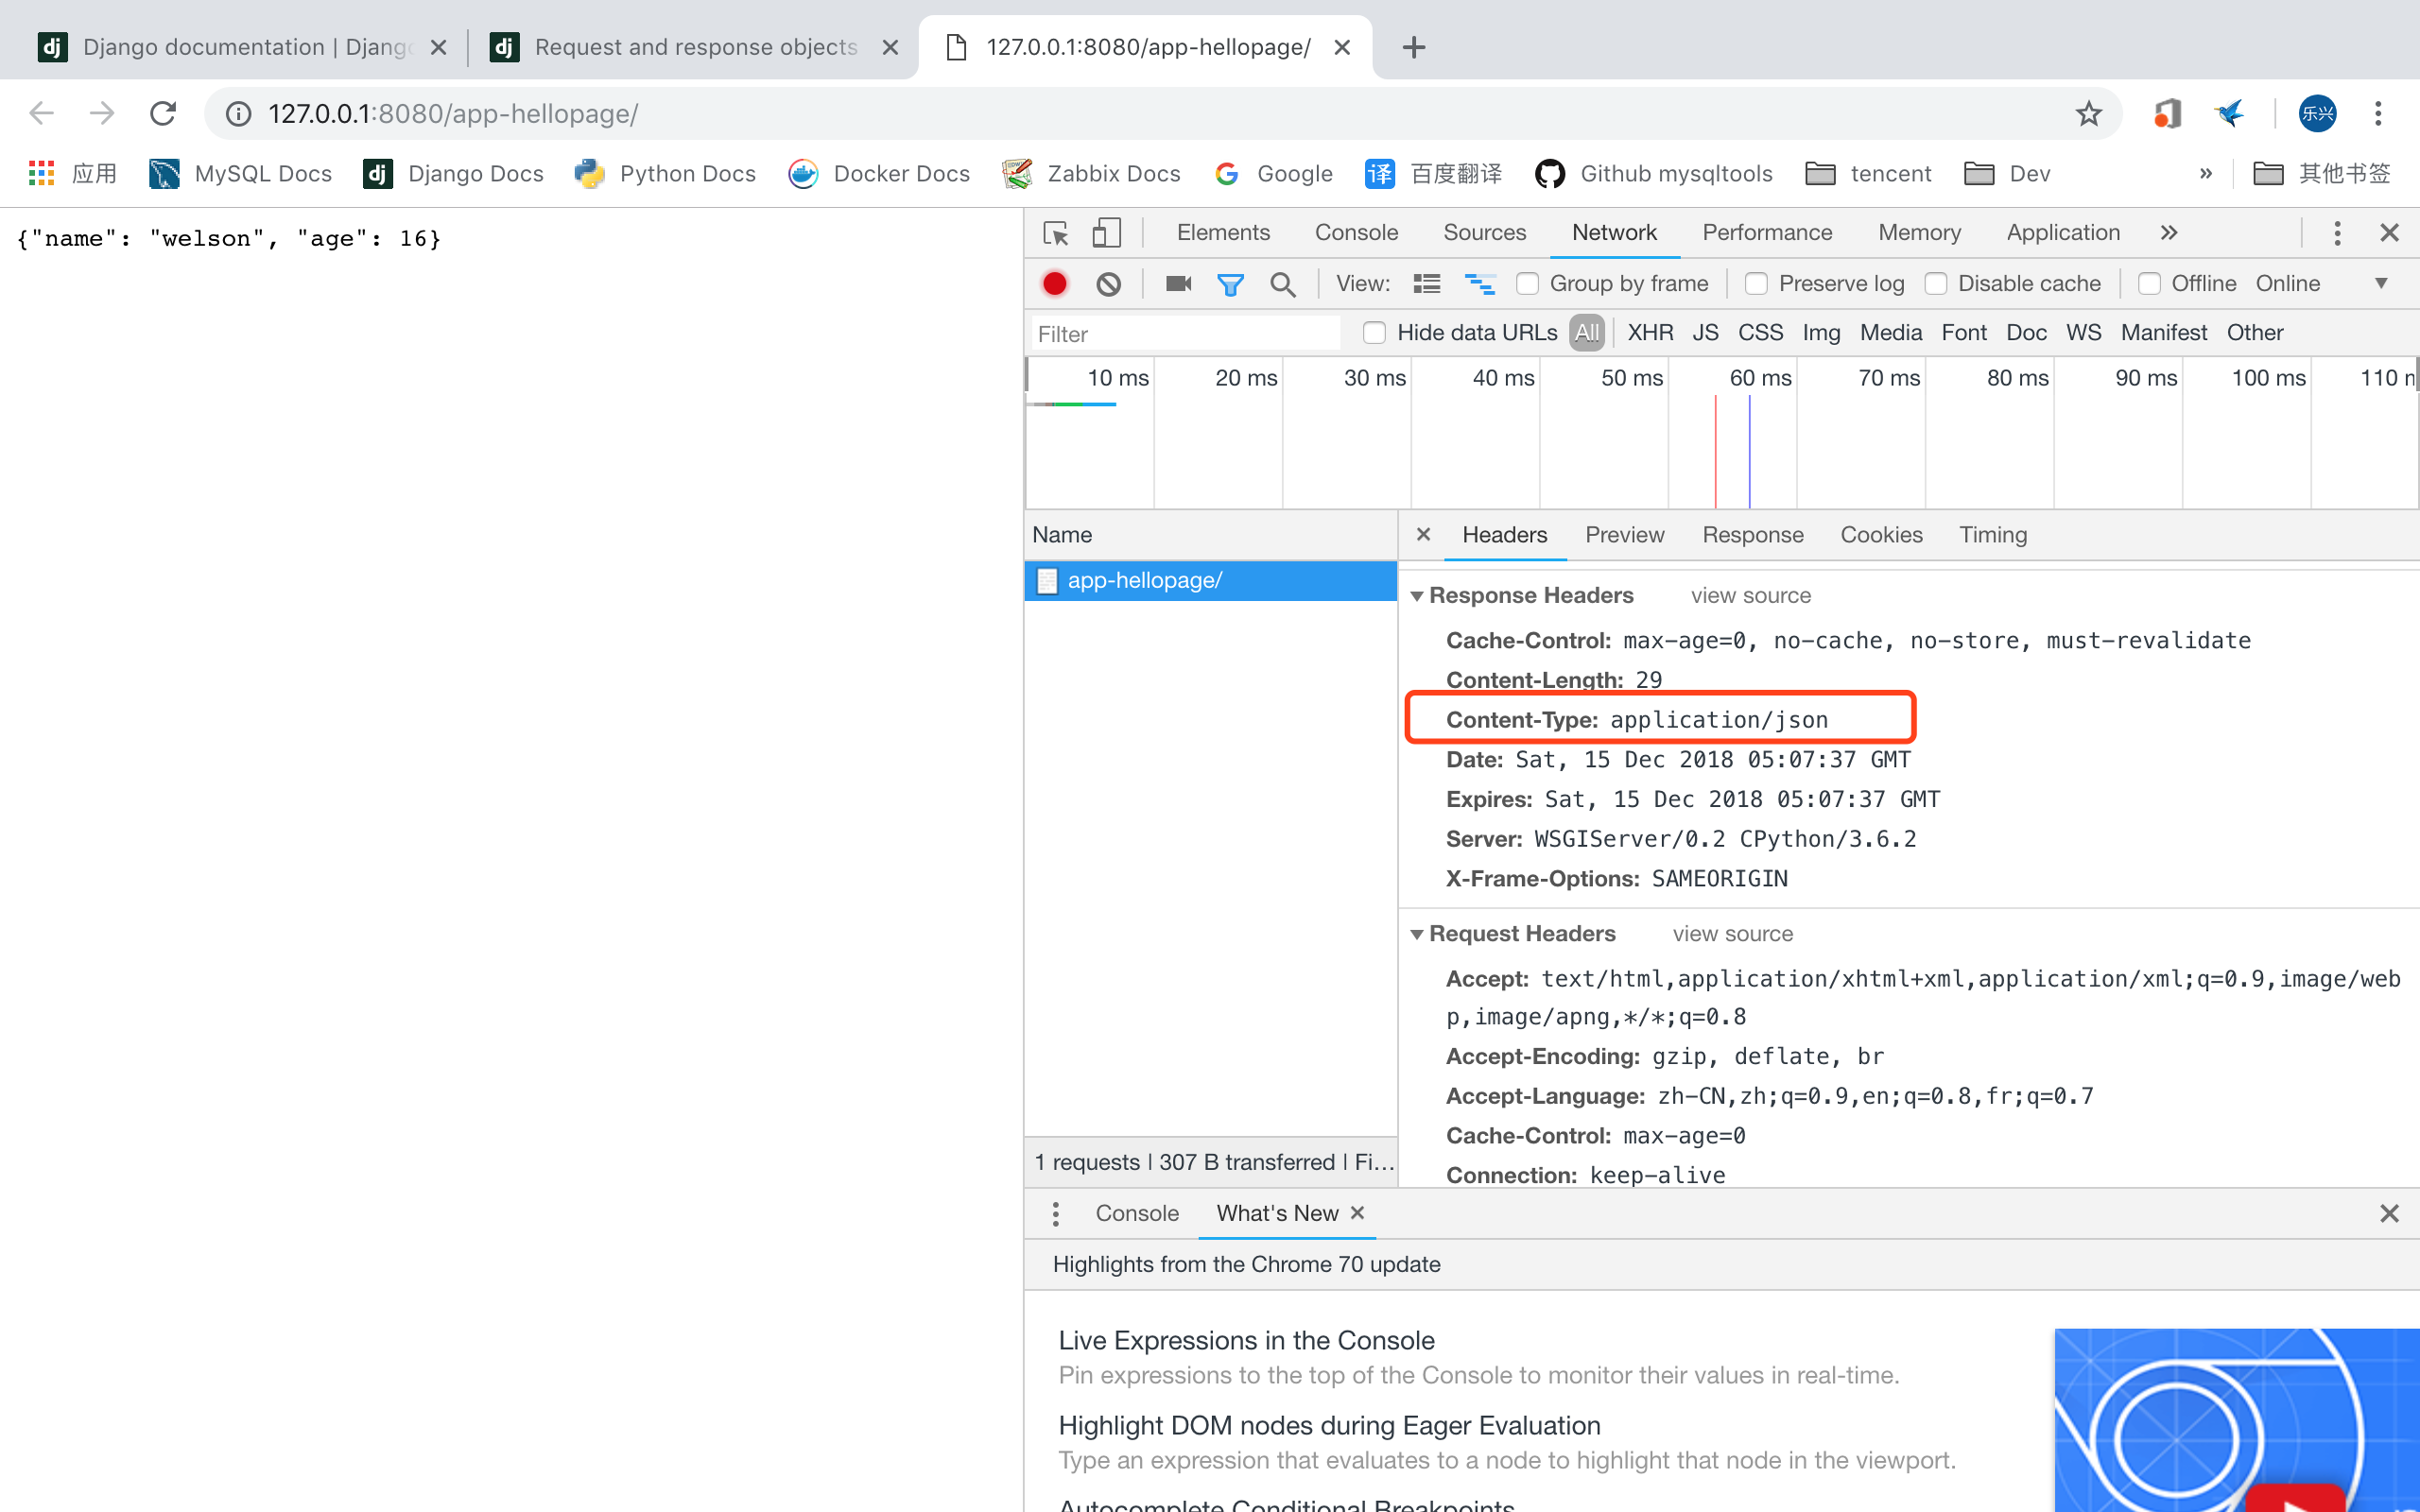 Django documentation | Djang
Request and response objects
127.0.0.1:8080/app-hellopage/
127.0.0.1:8080/app-hellopage/
乐兴
应用
MySQL Docs
Django Docs
Python Docs
Docker Docs
Zabbix Docs
Google
译 百度翻译
Github mysqltools
tencent
Dev
»
其他书签
{"name": "welson", "age": 16}
Elements Console Sources Network Performance Memory Application »
View: Group by frame Preserve log Disable cache Offline Online
Filter Hide data URLs All XHR JS CSS Img Media Font Doc WS Manifest Other
10 ms 20 ms 30 ms 40 ms 50 ms 60 ms 70 ms 80 ms 90 ms 100 ms 110 m
Name
Headers Preview Response Cookies Timing
app-hellopage/
Response Headers view source
Cache-Control: max-age=0, no-cache, no-store, must-revalidate
Content-Length: 29
Content-Type: application/json
Date: Sat, 15 Dec 2018 05:07:37 GMT
Expires: Sat, 15 Dec 2018 05:07:37 GMT
Server: WSGIServer/0.2 CPython/3.6.2
X-Frame-Options: SAMEORIGIN
Request Headers view source
Accept: text/html,application/xhtml+xml,application/xml;q=0.9,image/web
p,image/apng,*/*;q=0.8
Accept-Encoding: gzip, deflate, br
Accept-Language: zh-CN,zh;q=0.9,en;q=0.8,fr;q=0.7
Cache-Control: max-age=0
Connection: keep-alive
1 requests | 307 B transferred | Fi...
Console What's New
Highlights from the Chrome 70 update
Live Expressions in the Console
Pin expressions to the top of the Console to monitor their values in real-time.
Highlight DOM nodes during Eager Evaluation
Type an expression that evaluates to a node to highlight that node in the viewport.
Autocomplete Conditional Breakpoints